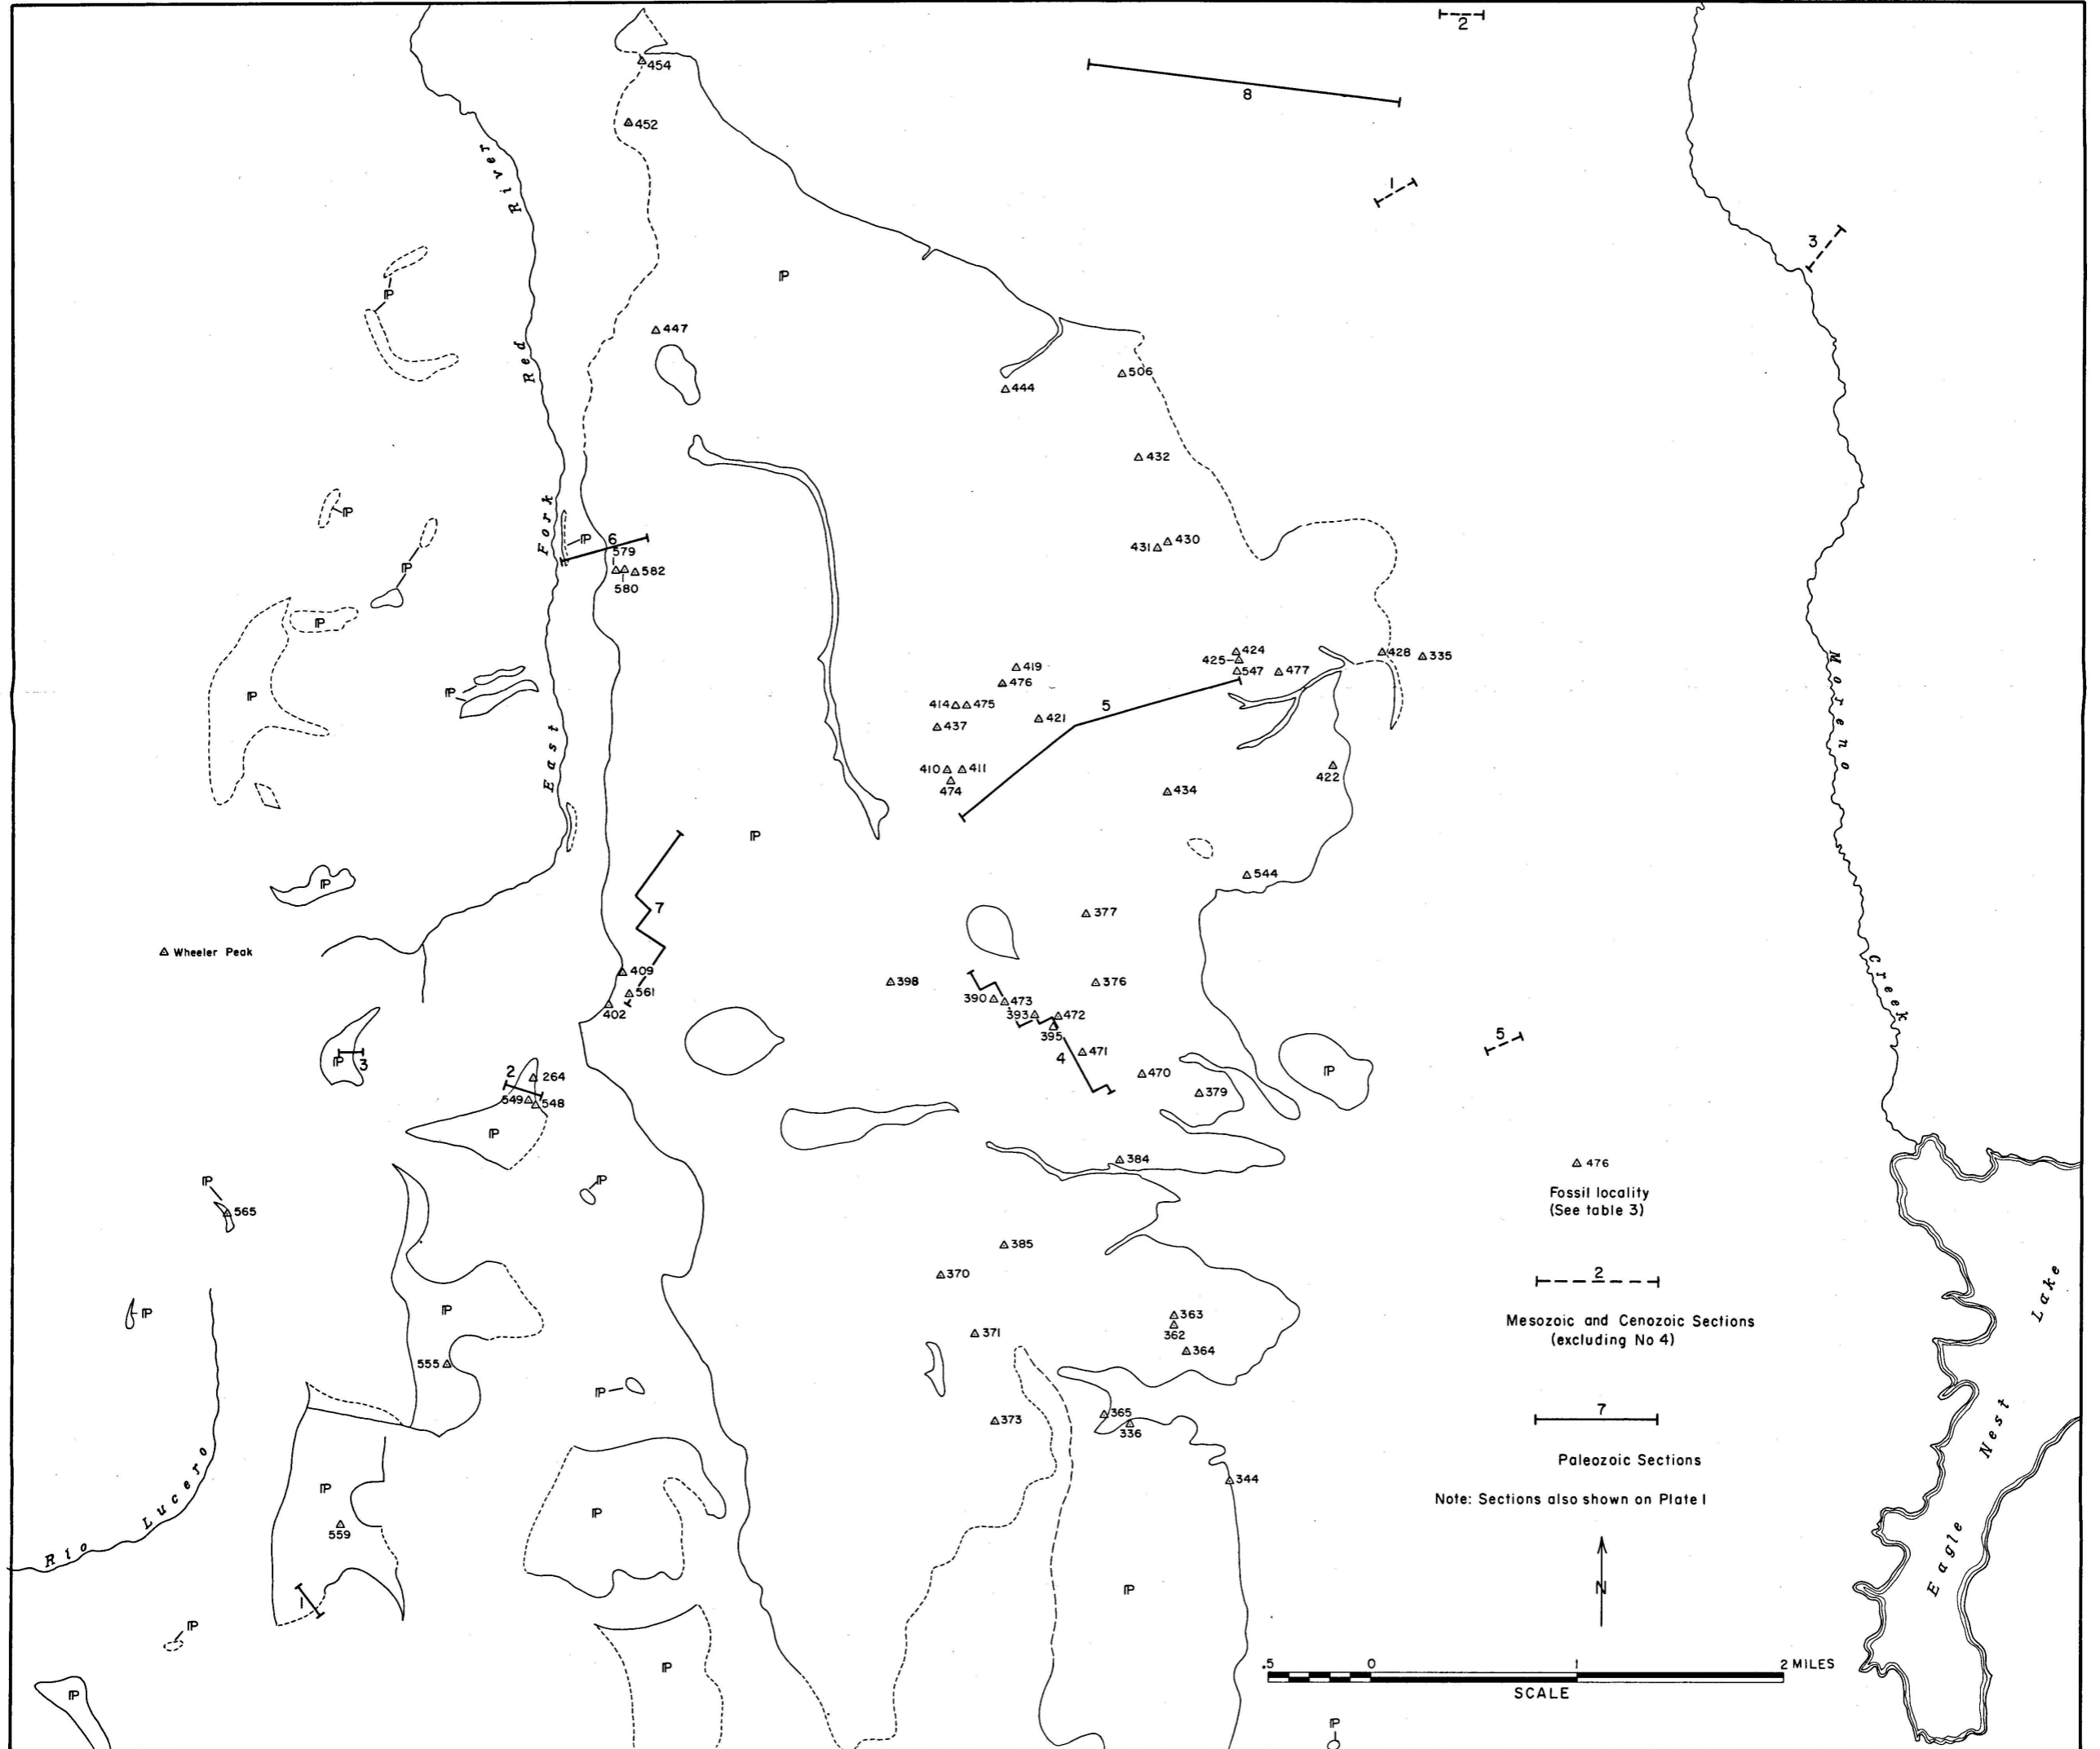 2
454
8
452
1
River
3
IP
IP
447
Red
506
444
432
IP
Fork
IP
6
431 430
579
582
580
IP
IP
424
428 335
425
419
547 477
476
Moreno
IP
IP
414 475
5
421
437
East
410 411
422
474
434
IP
544
IP
377
7
Wheeler Peak
409
398
376
561
390 473
402
393 472
Creek
395
5
IP 3
471
4
2
264
470
IP
549 548
379
IP
384
476
IP
IP
Fossil locality
565
(See table 3)
385
370
2
Lake
IP
IP
363
Mesozoic and Cenozoic Sections
371
362
(excluding No 4)
364
555
IP
7
365
373
336
Nest
Paleozoic Sections
344
IP
Note: Sections also shown on Plate 1
IP
Rio Lucero
559
Eagle
N
IP
1
IP
IP
.5 0 1 2 MILES
SCALE
IP
IP